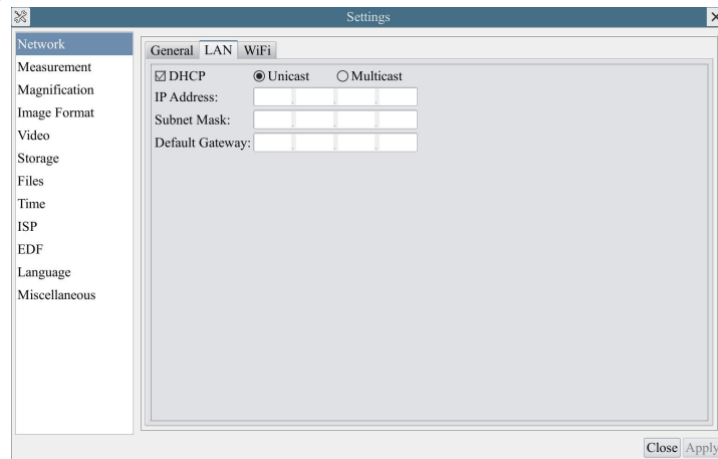 Settings
Network
Measurement
Magnification
Image Format
Video
Storage
Files
Time
ISP
EDF
Language
Miscellaneous
General LAN WiFi
DHCP Unicast Multicast
IP Address:
Subnet Mask:
Default Gateway:
Close Apply